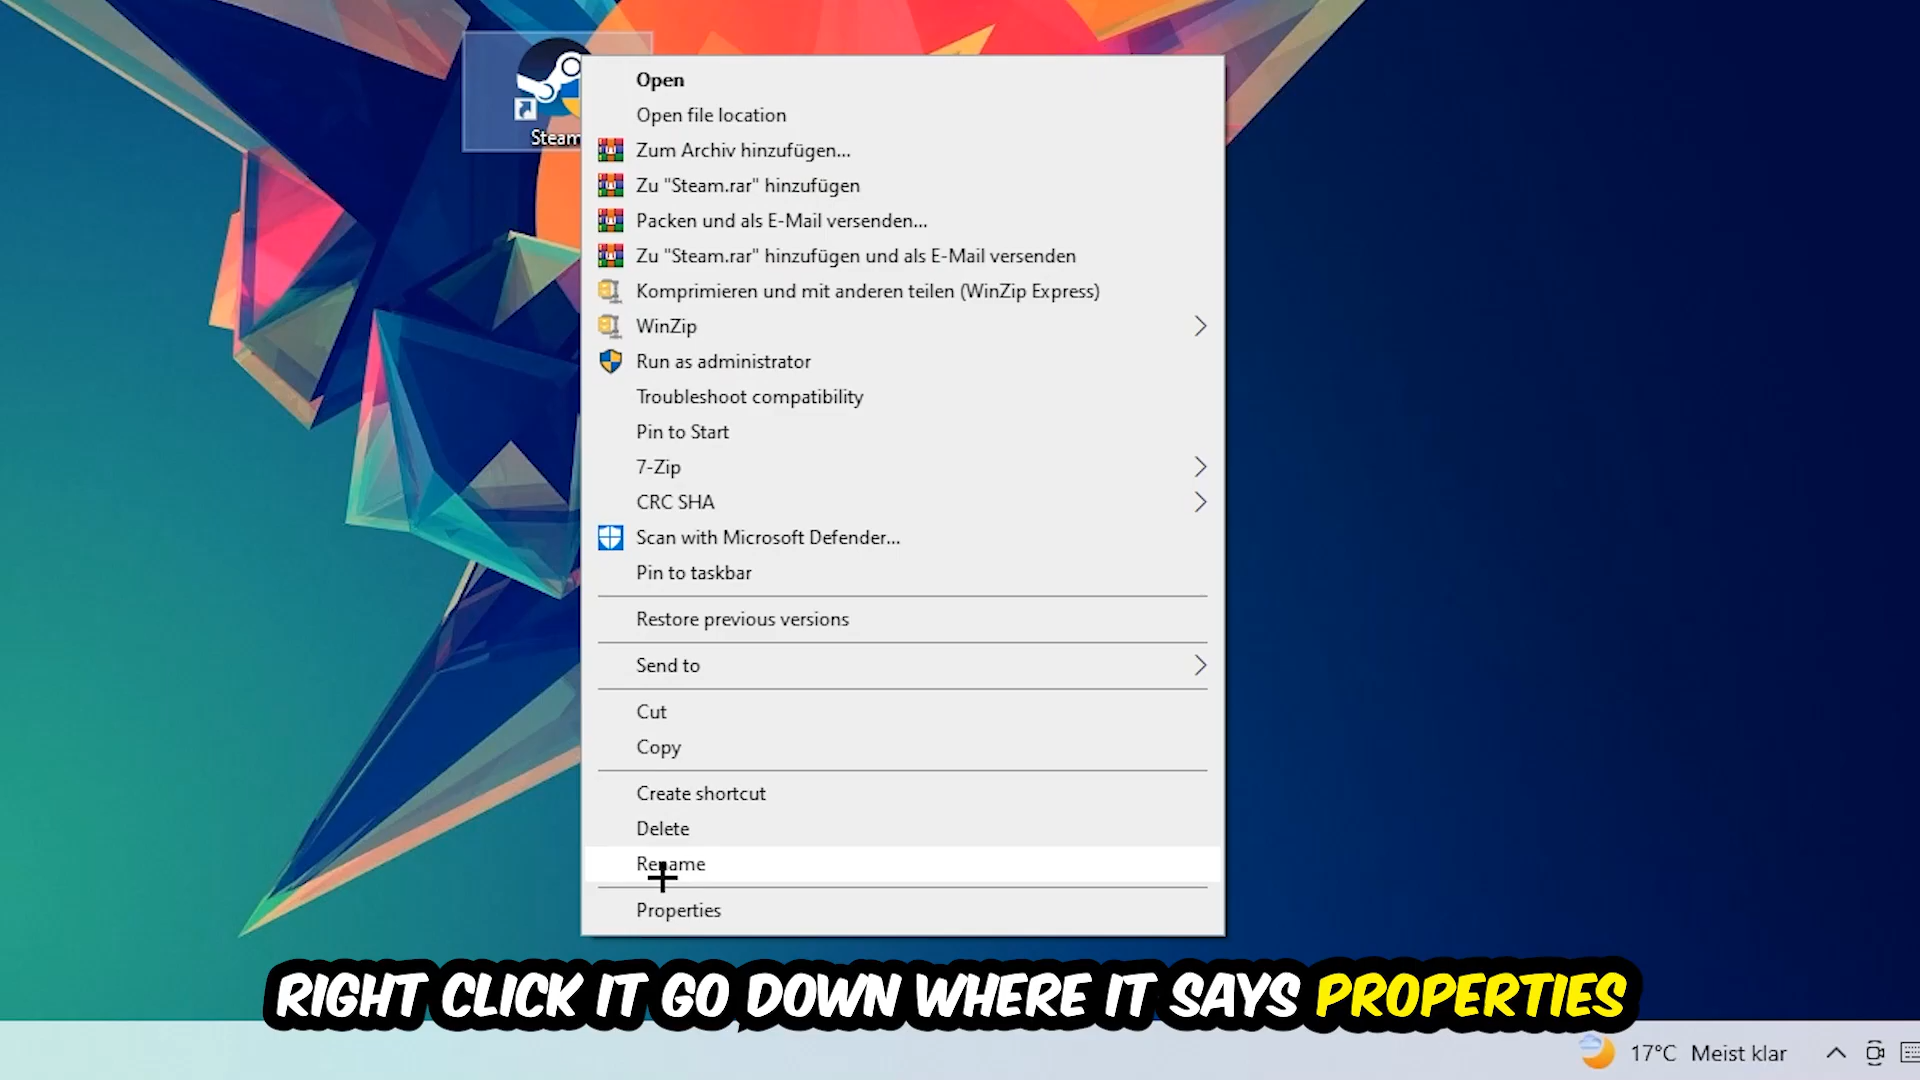 Steam
Open
Open file location
Zum Archiv hinzufügen...
Zu "Steam.rar" hinzufügen
Packen und als E-Mail versenden...
Zu "Steam.rar" hinzufügen und als E-Mail versenden
Komprimieren und mit anderen teilen (WinZip Express)
WinZip
Run as administrator
Troubleshoot compatibility
Pin to Start
7-Zip
CRC SHA
Scan with Microsoft Defender...
Pin to taskbar
Restore previous versions
Send to
Cut
Copy
Create shortcut
Delete
Rename
Properties
RIGHT CLICK IT GO DOWN WHERE IT SAYS PROPERTIES
17°C Meist klar